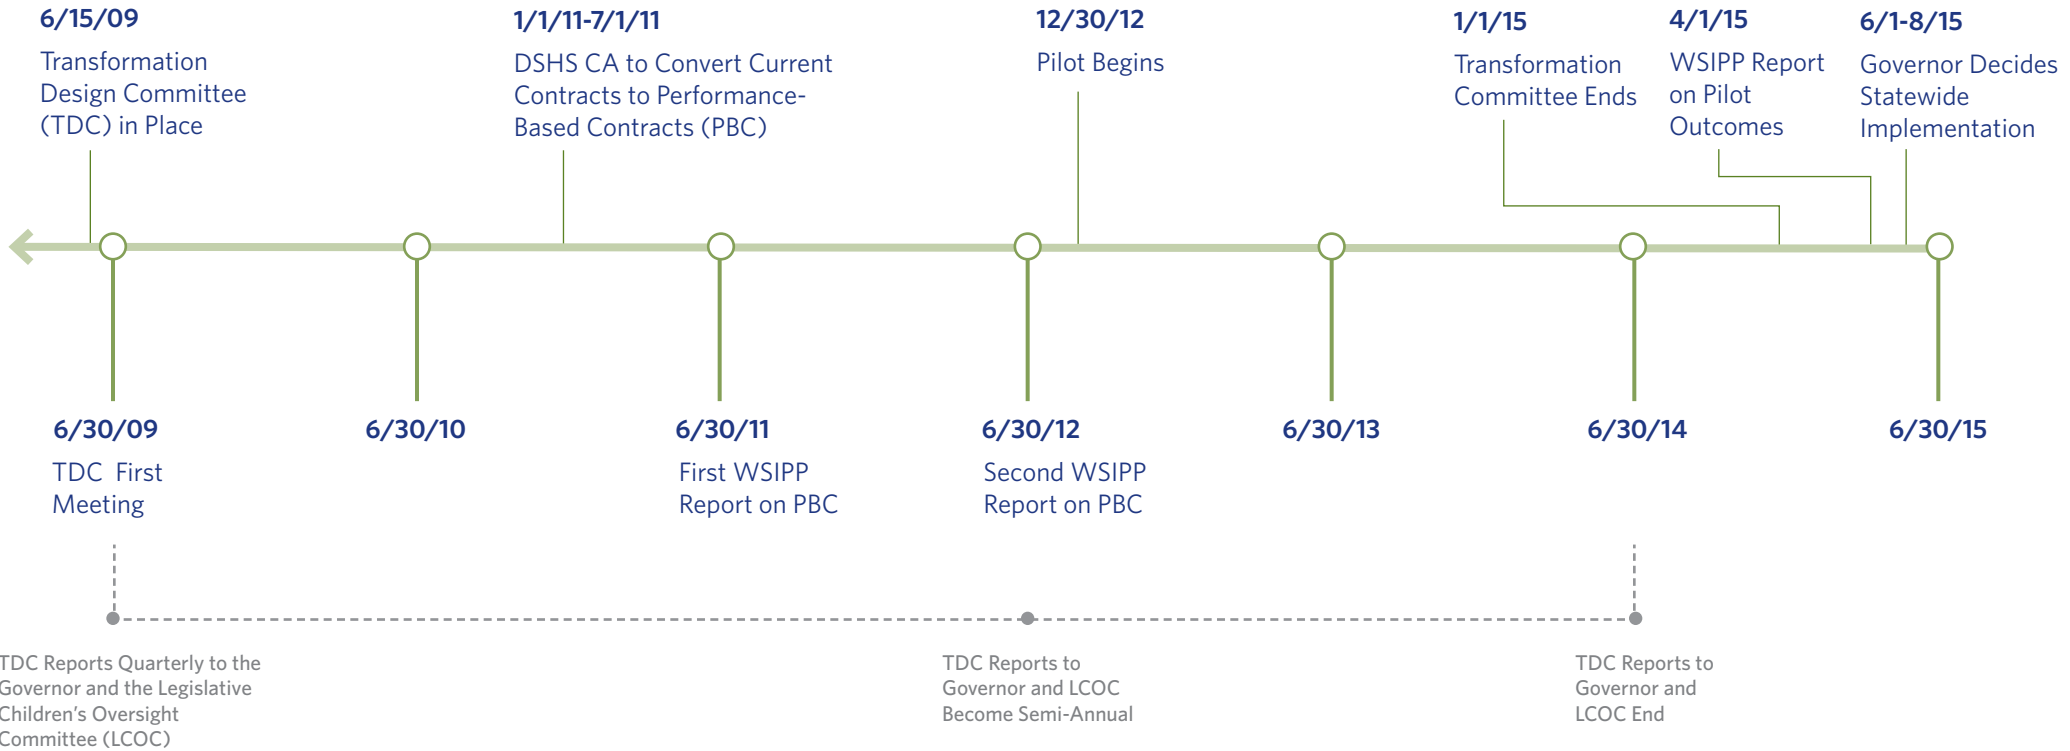 6/15/09
Transformation
Design Committee
(TDC) in Place
1/1/11-7/1/11
DSHS CA to Convert Current
Contracts to Performance-
Based Contracts (PBC)
12/30/12
Pilot Begins
1/1/15
Transformation
Committee Ends
4/1/15
WSIPP Report
on Pilot
Outcomes
6/1-8/15
Governor Decides
Statewide
Implementation
6/30/09
TDC First
Meeting
6/30/10
6/30/11
First WSIPP
Report on PBC
6/30/12
Second WSIPP
Report on PBC
6/30/13
6/30/14
6/30/15
TDC Reports Quarterly to the
Governor and the Legislative
Children's Oversight
Committee (LCOC)
TDC Reports to
Governor and LCOC
Become Semi-Annual
TDC Reports to
Governor and
LCOC End